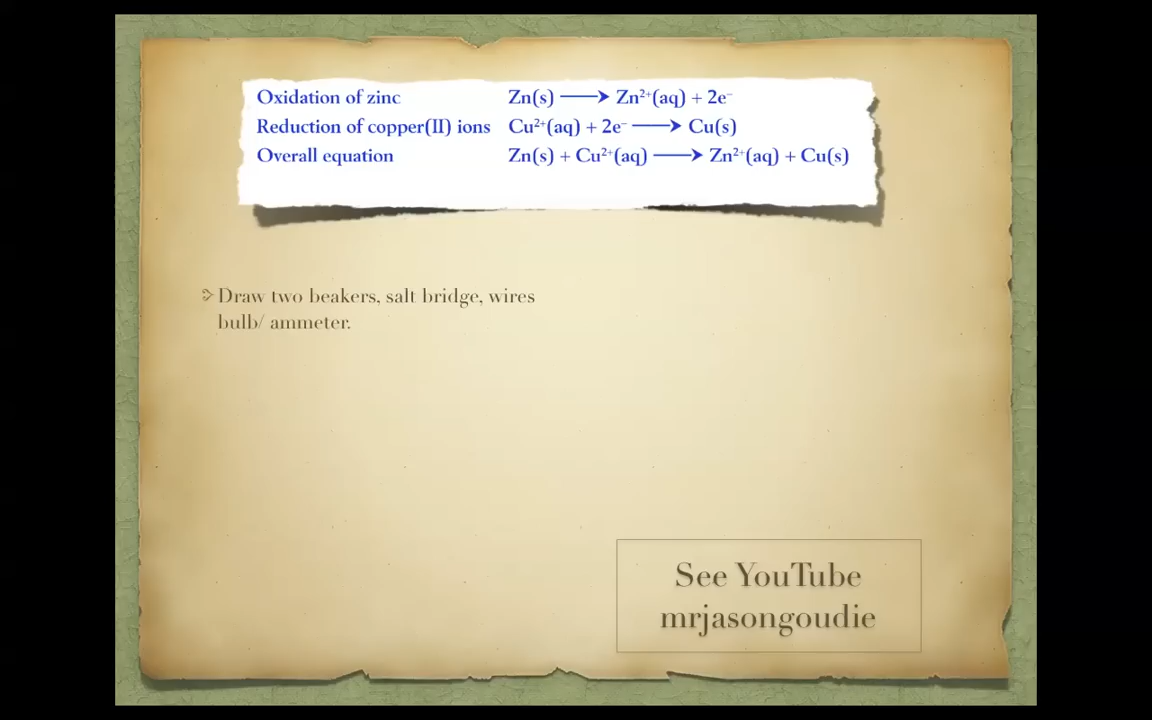 Oxidation of zinc Zn(s) ⟶ Zn²⁺(aq) + 2e⁻
Reduction of copper(II) ions Cu²⁺(aq) + 2e⁻ ⟶ Cu(s)
Overall equation Zn(s) + Cu²⁺(aq) ⟶ Zn²⁺(aq) + Cu(s)
Draw two beakers, salt bridge, wires
bulb/ ammeter.
See YouTube
mrjasongoudie